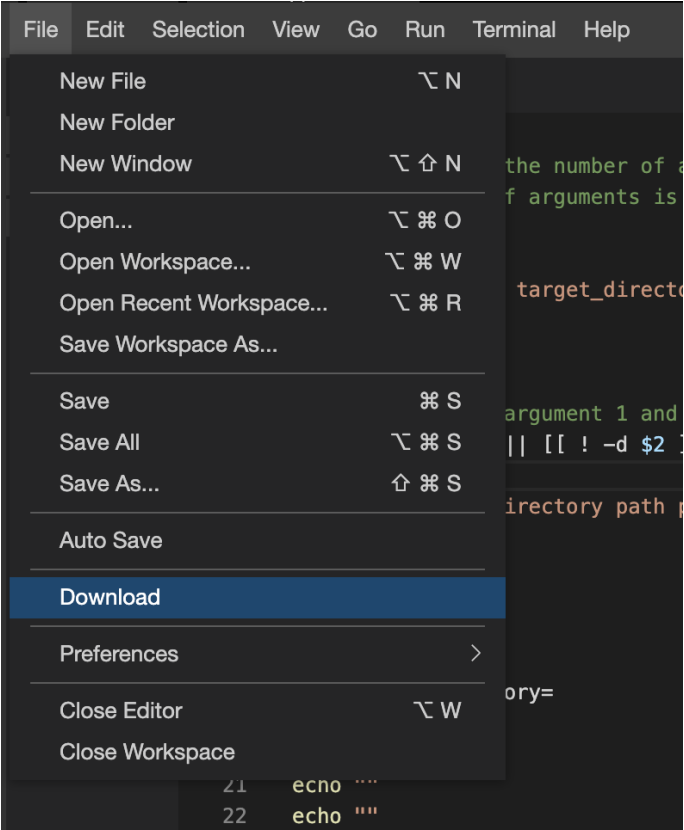 File Edit Selection View Go Run Terminal Help
New File ⌥ N
New Folder
New Window ⌥ ⇧ N
the number of
f arguments is
Open... ⌥ ⌘ O
Open Workspace... ⌥ ⌘ W
Open Recent Workspace... ⌥ ⌘ R
target_directo
Save Workspace As...
Save ⌘ S
argument 1 and
Save All ⌥ ⌘ S
|| [[ ! -d $2 ]
Save As... ⇧ ⌘ S
irectory path p
Auto Save
Download
Preferences >
ory=
Close Editor ⌥ W
Close Workspace
21 echo ""
22 echo ""